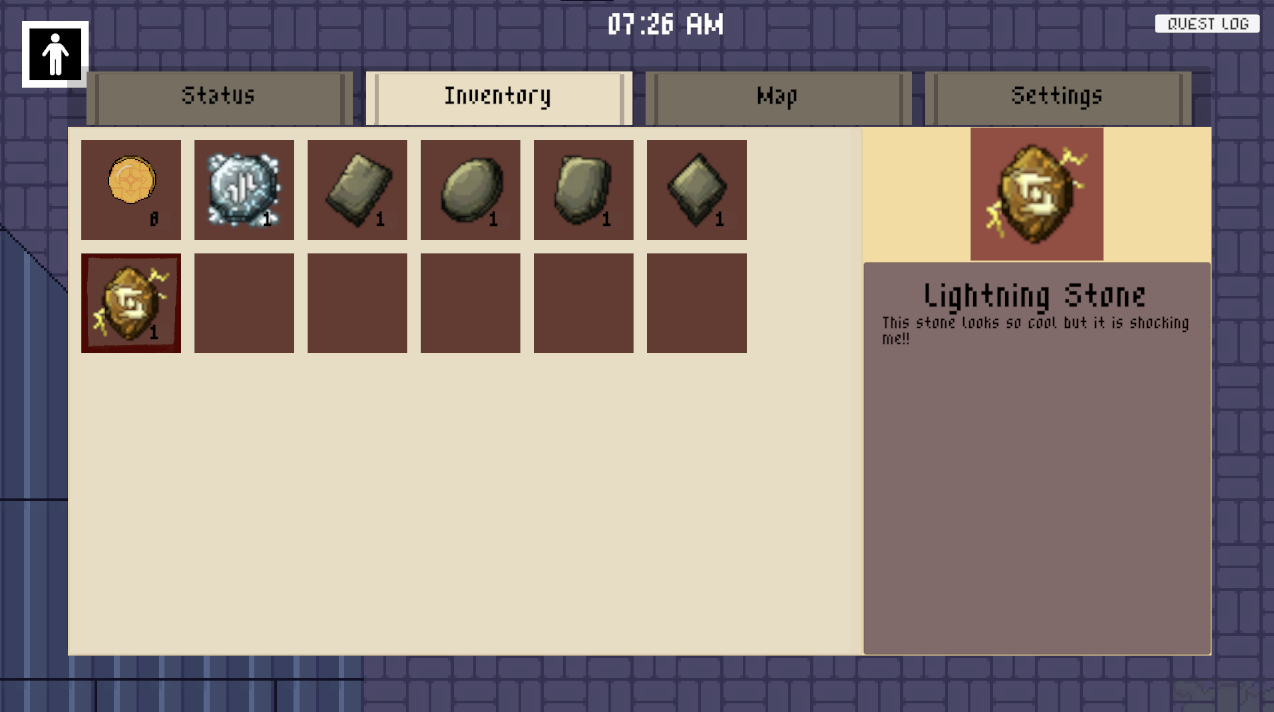 07:26 AM
QUEST LOG
Status
Inventory
Map
Settings
0
1
1
1
1
1
1
Lightning Stone
This stone looks so cool but it is shocking
me!!